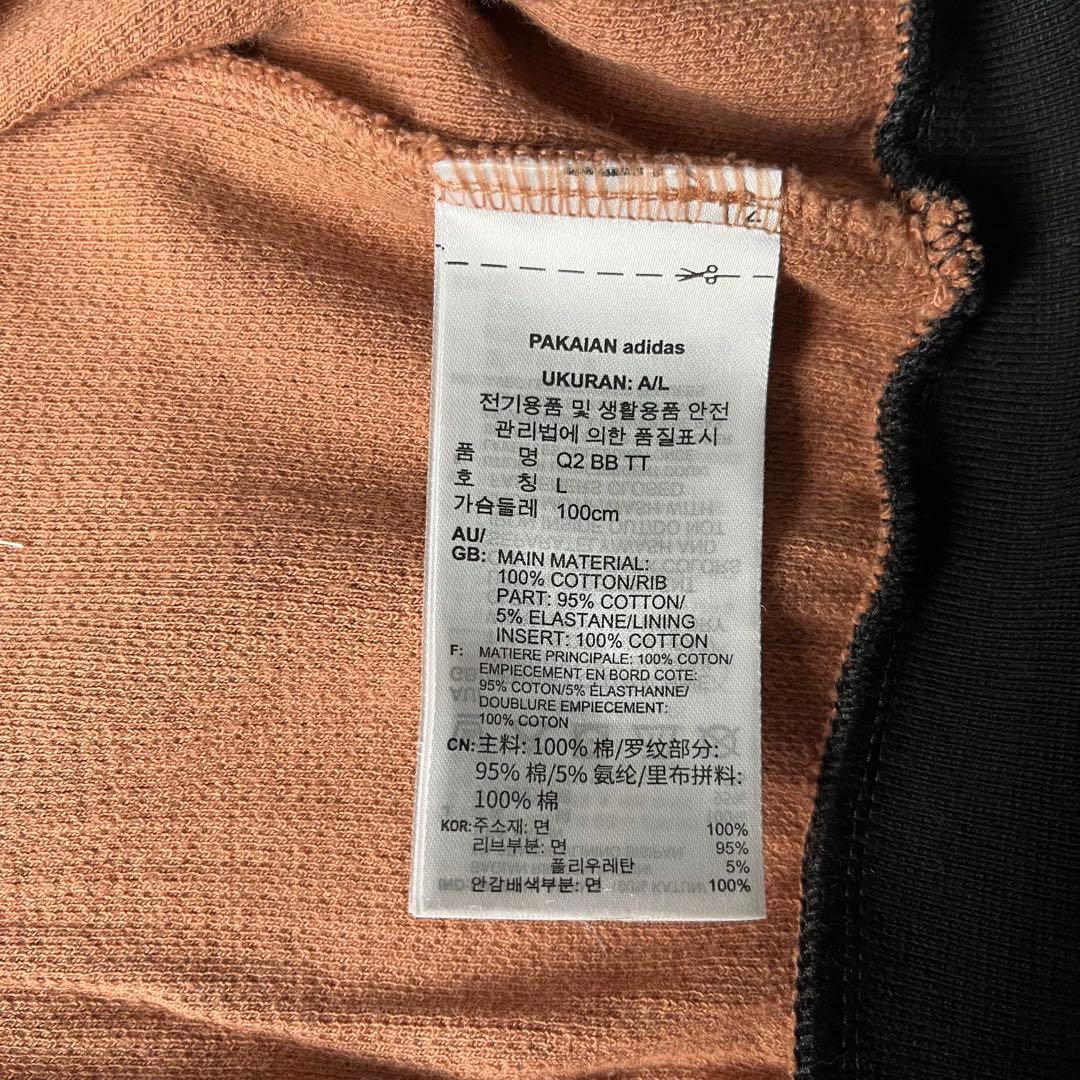 PAKAIAN adidas
UKURAN: A/L
전기용품 및 생활용품 안전
관리법에 의한 품질표시
품 명 Q2 BB TT
호 칭 L
가슴둘레 100cm
AU/
GB: MAIN MATERIAL:
100% COTTON/RIB
PART: 95% COTTON/
5% ELASTANE/LINING
INSERT: 100% COTTON
F: MATIERE PRINCIPALE: 100% COTON/
EMPIECEMENT EN BORD COTE:
95% COTON/5% ÉLASTHANNE/
DOUBLURE EMPIECEMENT:
100% COTON
CN:主料: 100% 棉/罗纹部分:
95% 棉/5% 氨纶/里布拼料:
100% 棉
KOR:주소재: 면 100%
리브부분: 면 95%
폴리우레탄 5%
안감배색부분: 면 100%